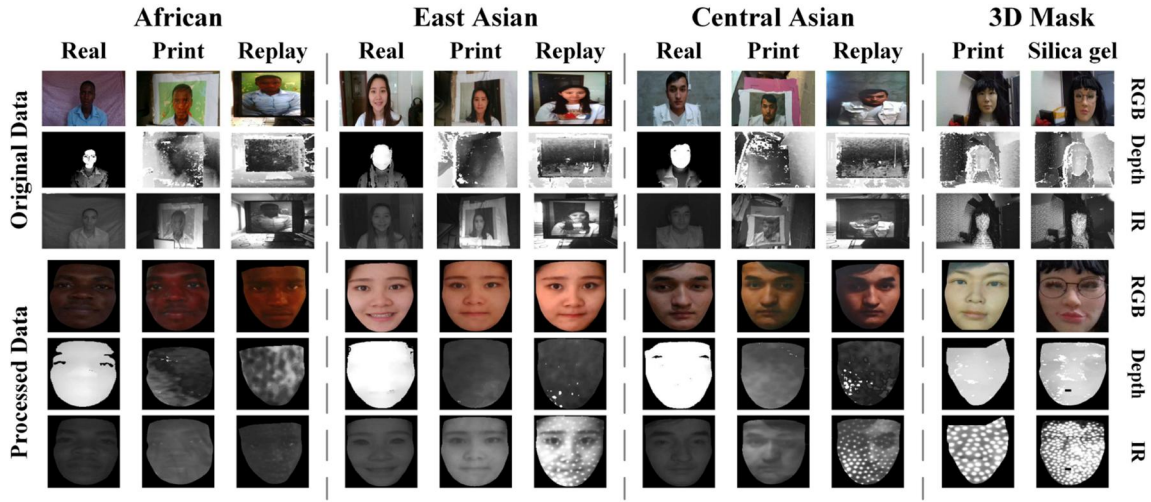 African East Asian Central Asian 3D Mask
Real Print Replay Real Print Replay Real Print Replay Print Silica gel
Original Data
RGB
Depth
IR
Processed Data
RGB
Depth
IR